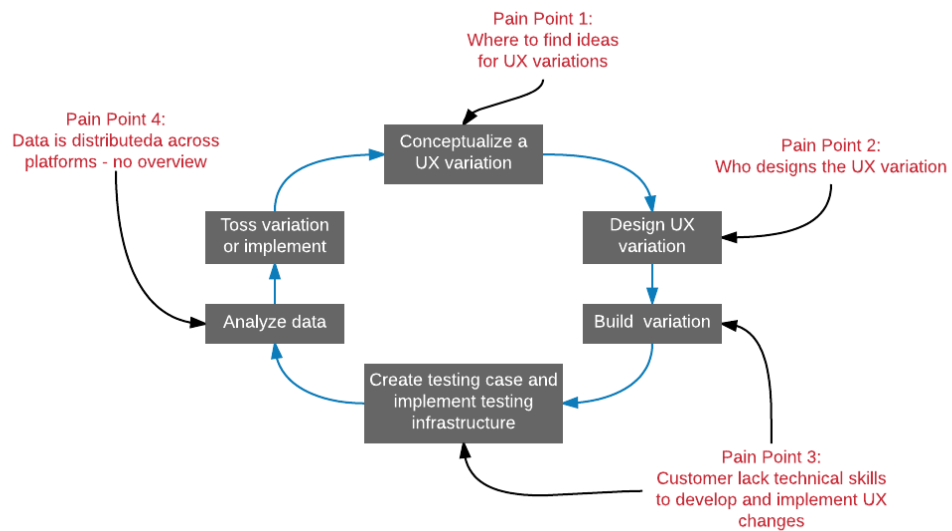 Pain Point 1:
Where to find ideas
for UX variations
Pain Point 4:
Data is distributeda across
platforms - no overview
Conceptualize a
UX variation
Pain Point 2:
Who designs the UX variation
Toss variation
or implement
Design UX
variation
Analyze data
Build variation
Create testing case and
implement testing
infrastructure
Pain Point 3:
Customer lack technical skills
to develop and implement UX
changes